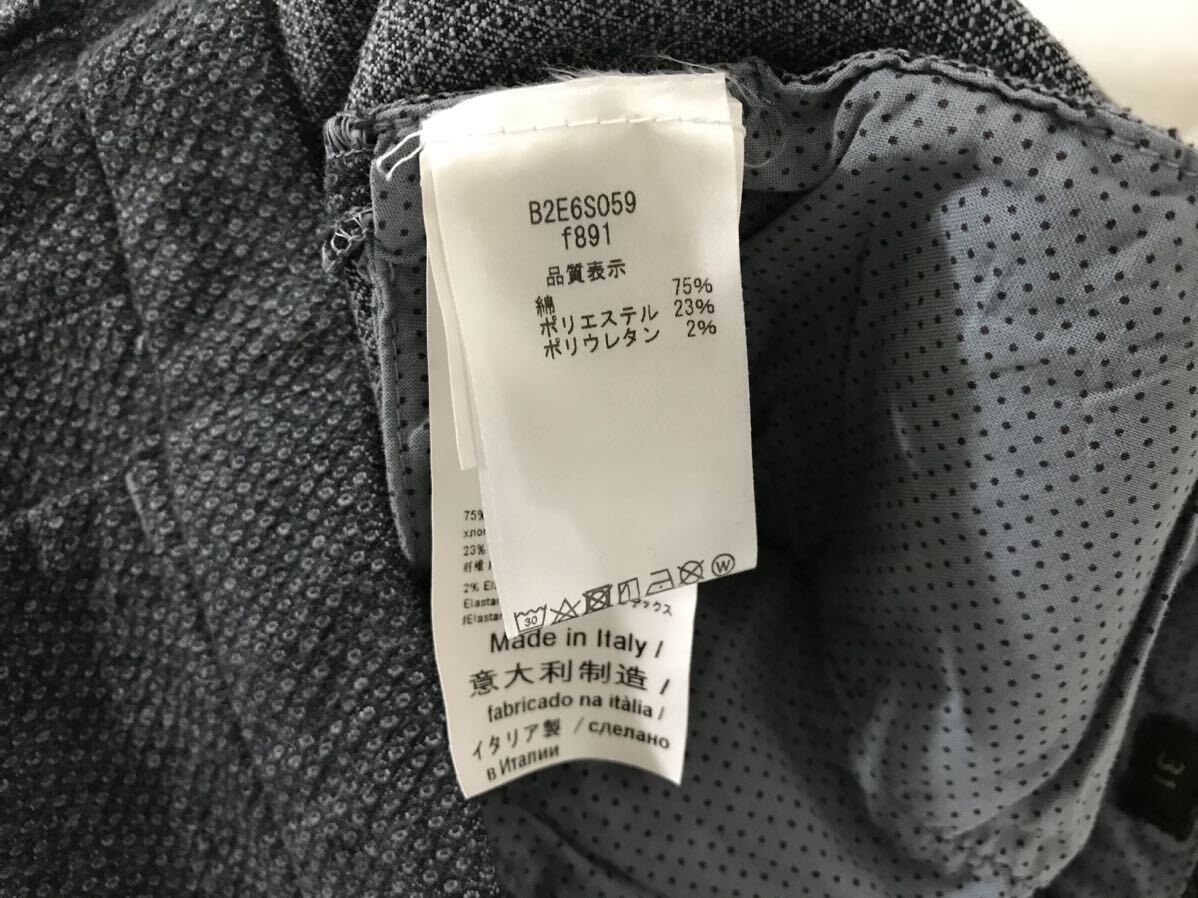 B2E6S059
f891
品質表示
綿 75%
ポリエステル 23%
ポリウレタン 2%
30
W
75%
23%
2%
Made in Italy /
意大利制造 /
fabricado na itàlia /
イタリア製 / сделано
в Италии
31